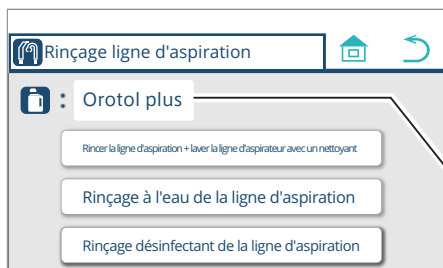 Rinçage ligne d'aspiration
: Orotol plus
Rincer la ligne d'aspiration + laver la ligne d'aspirateur avec un nettoyant
Rinçage à l'eau de la ligne d'aspiration
Rinçage désinfectant de la ligne d'aspiration